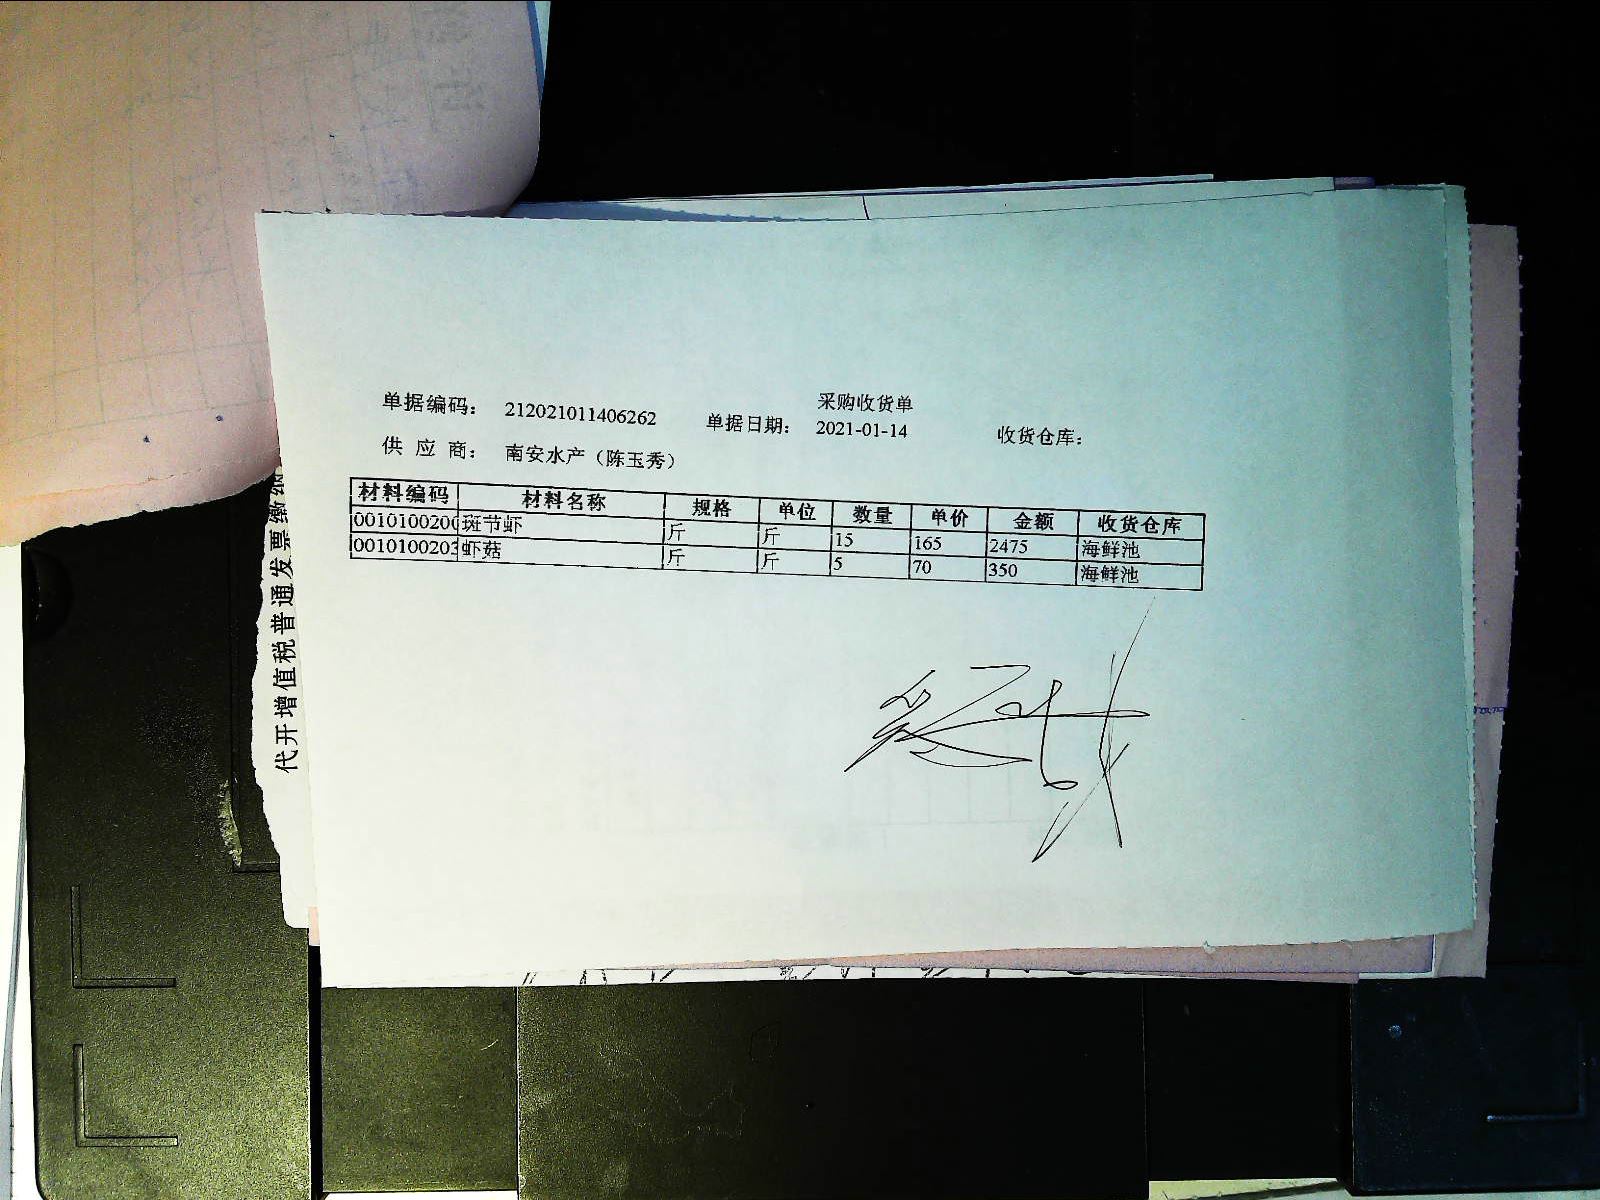 采购收货单
单据编码： 212021011406262 单据日期： 2021-01-14 收货仓库：
供 应 商： 南安水产（陈玉秀）
材料编码 材料名称 规格 单位 数量 单价 金额 收货仓库
0010100200 斑节虾 斤 斤 15 165 2475 海鲜池
0010100203 虾菇 斤 斤 5 70 350 海鲜池
代开增值税普通发票缴